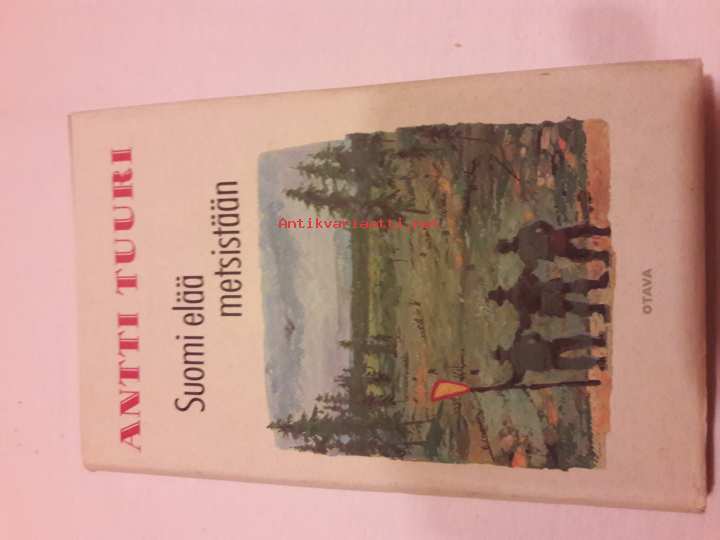 ANTTI TUURI
Suomi elää
metsistään
Antikvariaatti.net
OTAVA